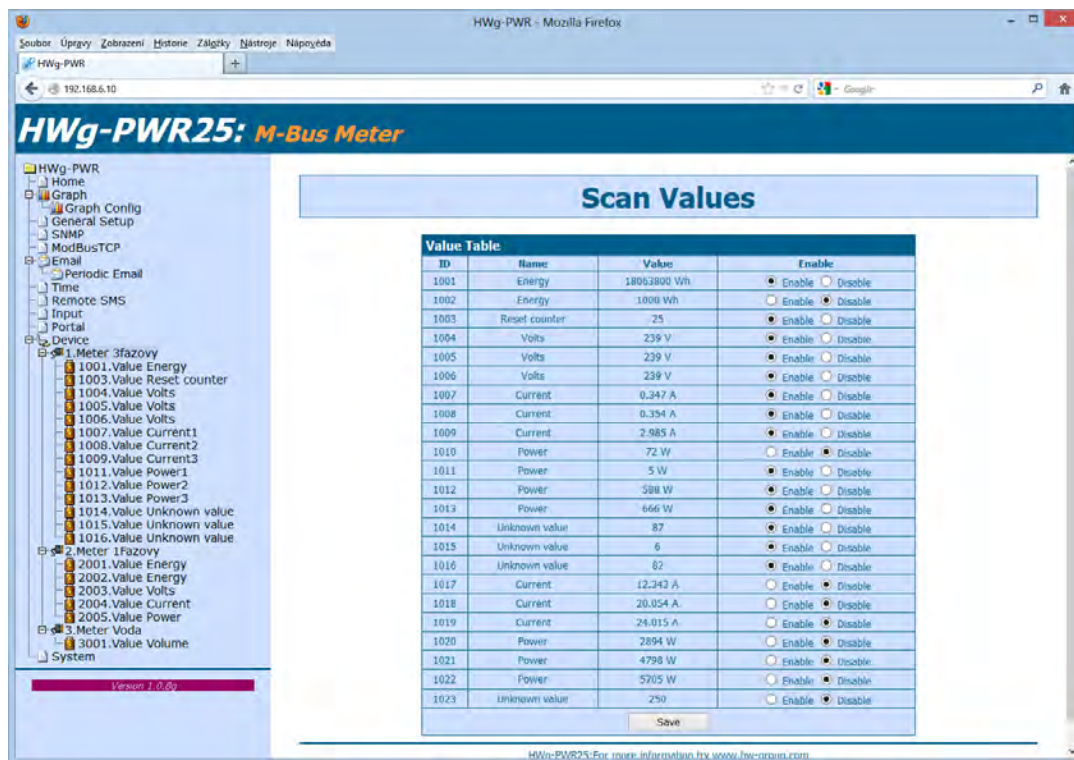 HWg-PWR - Mozilla Firefox
Soubor Úpravy Zobrazení Historie Záložky Nástroje Nápověda
HWg-PWR
192.168.6.10
Google
HWg-PWR25: M-Bus Meter
HWg-PWR
Home
Graph
Graph Config
General Setup
SNMP
ModBusTCP
Email
Periodic Email
Time
Remote SMS
Input
Portal
Device
1.Meter 3fazovy
1001.Value Energy
1003.Value Reset counter
1004.Value Volts
1005.Value Volts
1006.Value Volts
1007.Value Current1
1008.Value Current2
1009.Value Current3
1011.Value Power1
1012.Value Power2
1013.Value Power3
1014.Value Unknown value
1015.Value Unknown value
1016.Value Unknown value
2.Meter 1Fazovy
2001.Value Energy
2002.Value Energy
2003.Value Volts
2004.Value Current
2005.Value Power
3.Meter Voda
3001.Value Volume
System
Version 1.0.8g
Scan Values
Value Table
ID Name Value Enable
1001 Energy 18063800 Wh Enable Disable
1002 Energy 1000 Wh Enable Disable
1003 Reset counter 25 Enable Disable
1004 Volts 239 V Enable Disable
1005 Volts 239 V Enable Disable
1006 Volts 239 V Enable Disable
1007 Current 0.347 A Enable Disable
1008 Current 0.354 A Enable Disable
1009 Current 2.985 A Enable Disable
1010 Power 72 W Enable Disable
1011 Power 5 W Enable Disable
1012 Power 588 W Enable Disable
1013 Power 666 W Enable Disable
1014 Unknown value 87 Enable Disable
1015 Unknown value 6 Enable Disable
1016 Unknown value 82 Enable Disable
1017 Current 12.343 A Enable Disable
1018 Current 20.054 A Enable Disable
1019 Current 24.015 A Enable Disable
1020 Power 2894 W Enable Disable
1021 Power 4798 W Enable Disable
1022 Power 5705 W Enable Disable
1023 Unknown value 250 Enable Disable
Save
HWg-PWR25:For more information try www.hw-group.com